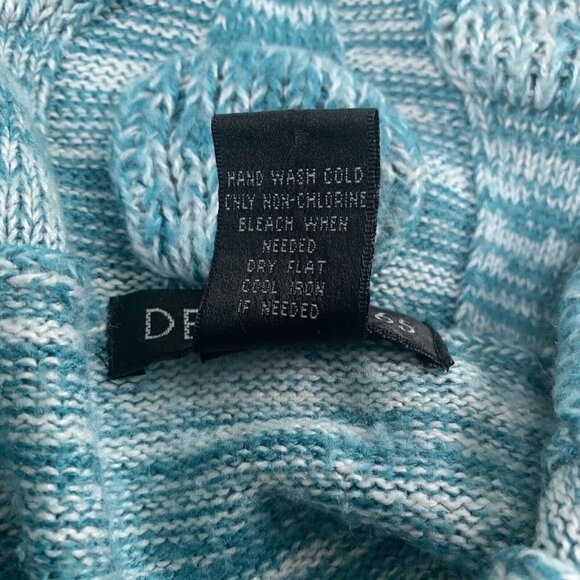 HAND WASH COLD
ONLY NON-CHLORINE
BLEACH WHEN
NEEDED
DRY FLAT
COOL IRON
IF NEEDED